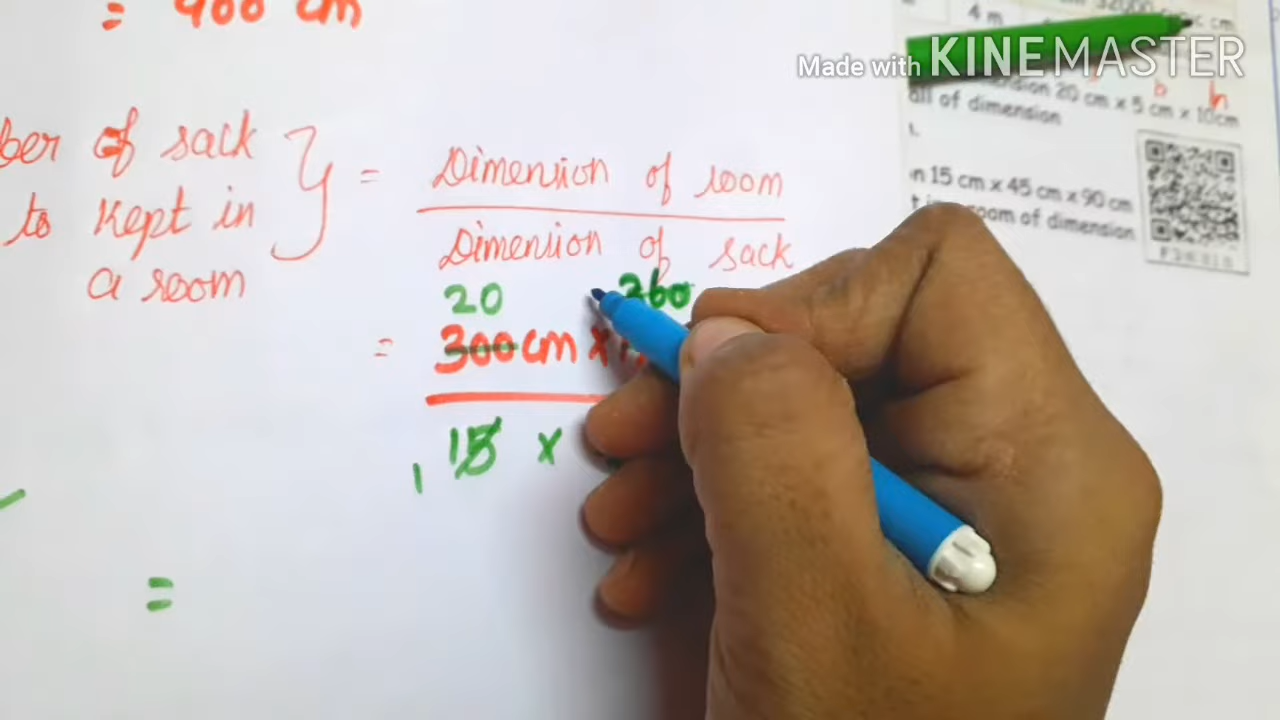 = 400 cm
4 m
Made with KINEMASTER
20 cm x 5 cm x 10cm
b h
all of dimension
n 15 cm x 45 cm x 90 cm
room of dimension
ber of sack
to kept in
a room
} = Dimension of room
Dimension of sack
20 360
= 300 cm x
1 15 x
=